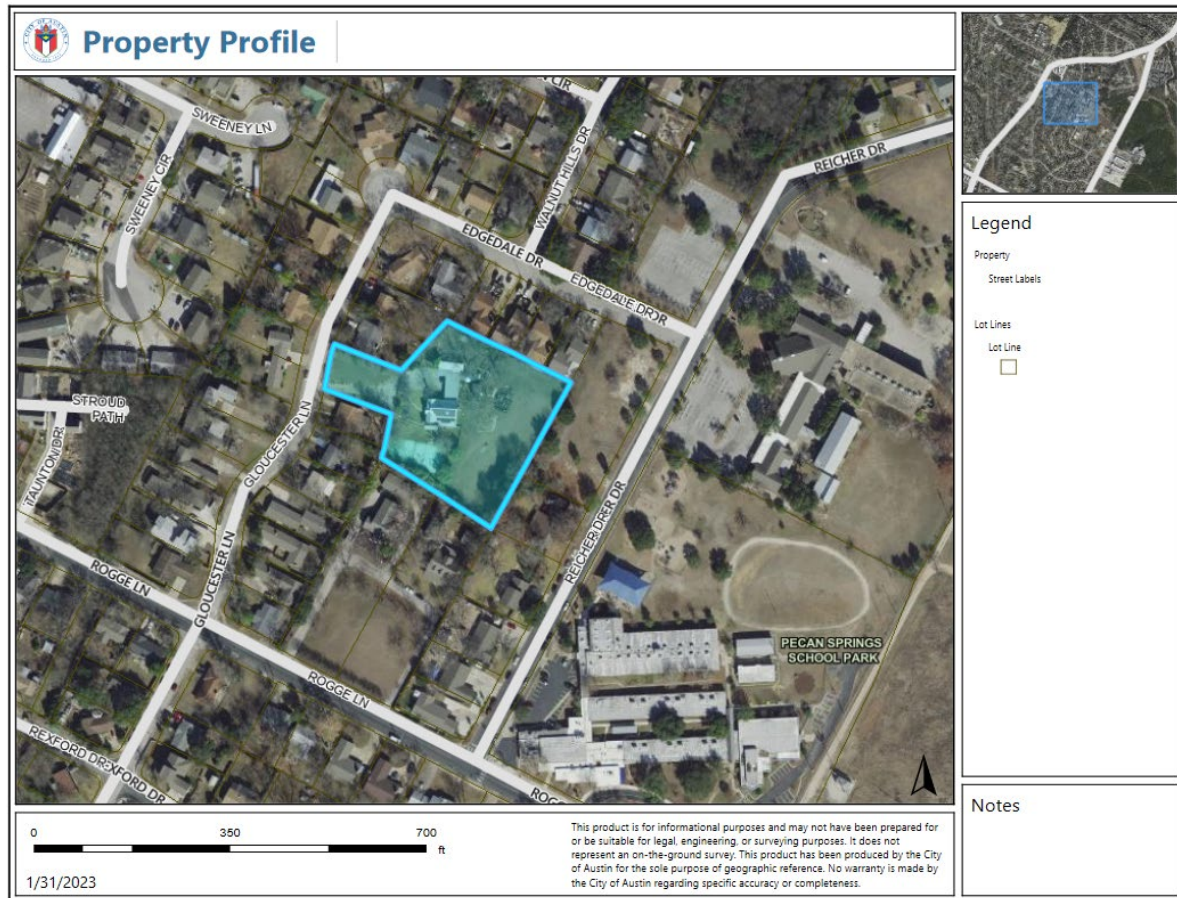 Property Profile
CITY OF AUSTIN
N CIR
SWEENEY LN
SWEENEY CIR
WALNUT HILLS DR
REICHER DR
EDGEDALE DR
EDGEDALE DR
STROUD
PATH
TAUNTON DR
GLOUCESTER LN
REICHER DR
ROGGE LN
GLOUCESTER LN
PECAN SPRINGS
SCHOOL PARK
ROGGE LN
REXFORD DR
REXFORD DR
ROGG
Legend
Property
Street Labels
Lot Lines
Lot Line
0 350 700
ft
1/31/2023
This product is for informational purposes and may not have been prepared for
or be suitable for legal, engineering, or surveying purposes. It does not
represent an on-the-ground survey. This product has been produced by the City
of Austin for the sole purpose of geographic reference. No warranty is made by
the City of Austin regarding specific accuracy or completeness.
Notes